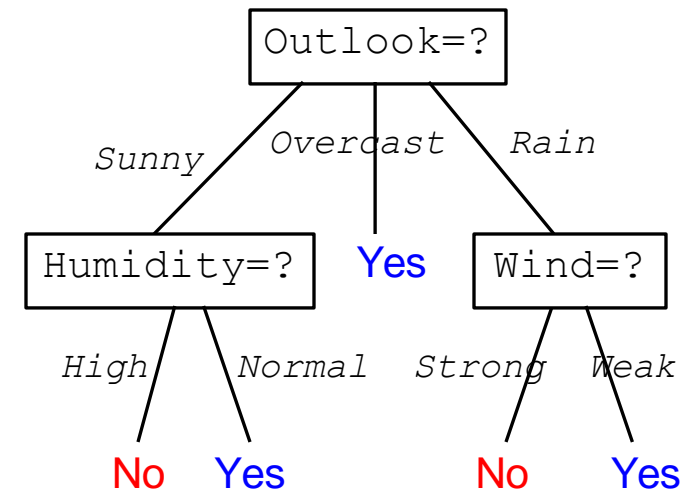 Outlook=?
Sunny Overcast Rain
Humidity=? Yes Wind=?
High Normal Strong Weak
No Yes No Yes